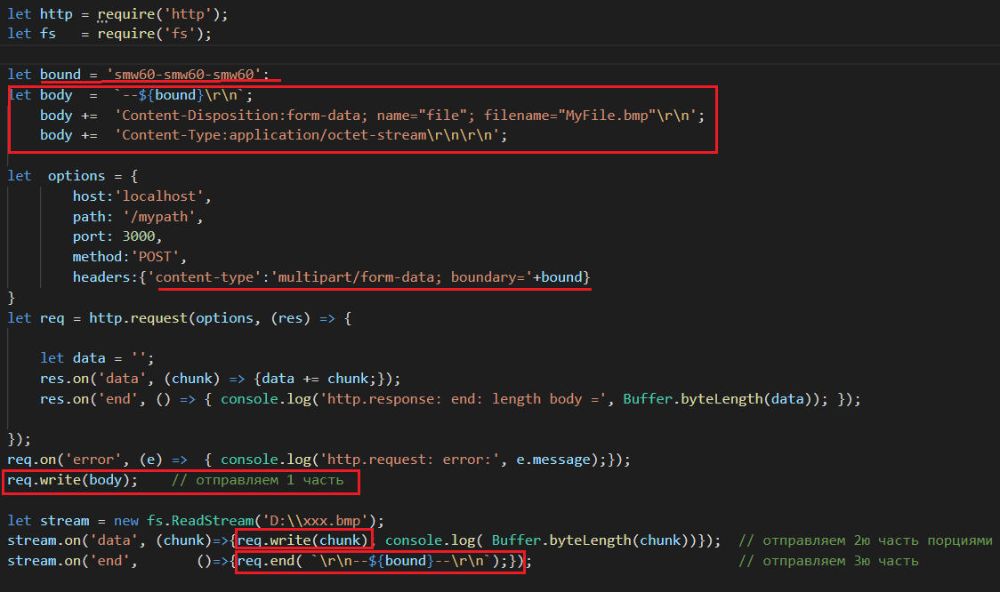 let http = require('http');
let fs   = require('fs');
let bound = 'smw60-smw60-smw60';
let body  =  `--${bound}\r\n`;
    body +=  'Content-Disposition:form-data; name="file"; filename="MyFile.bmp"\r\n';
    body +=  'Content-Type:application/octet-stream\r\n\r\n';
let  options = {
        host:'localhost',
        path: '/mypath',
        port: 3000,
        method:'POST',
        headers:{'content-type':'multipart/form-data; boundary='+bound}
}
let req = http.request(options, (res) => {
    let data = '';
    res.on('data', (chunk) => {data += chunk;});
    res.on('end', () => { console.log('http.response: end: length body =', Buffer.byteLength(data)); });
});
req.on('error', (e) =>  { console.log('http.request: error:', e.message);});
req.write(body);    // отправляем 1 часть
let stream = new fs.ReadStream('D:\\xxx.bmp');
stream.on('data', (chunk)=>{req.write(chunk), console.log( Buffer.byteLength(chunk))});  // отправляем 2ю часть порциями
stream.on('end',       ()=>{req.end( `\r\n--${bound}--\r\n`);});                         // отправляем 3ю часть